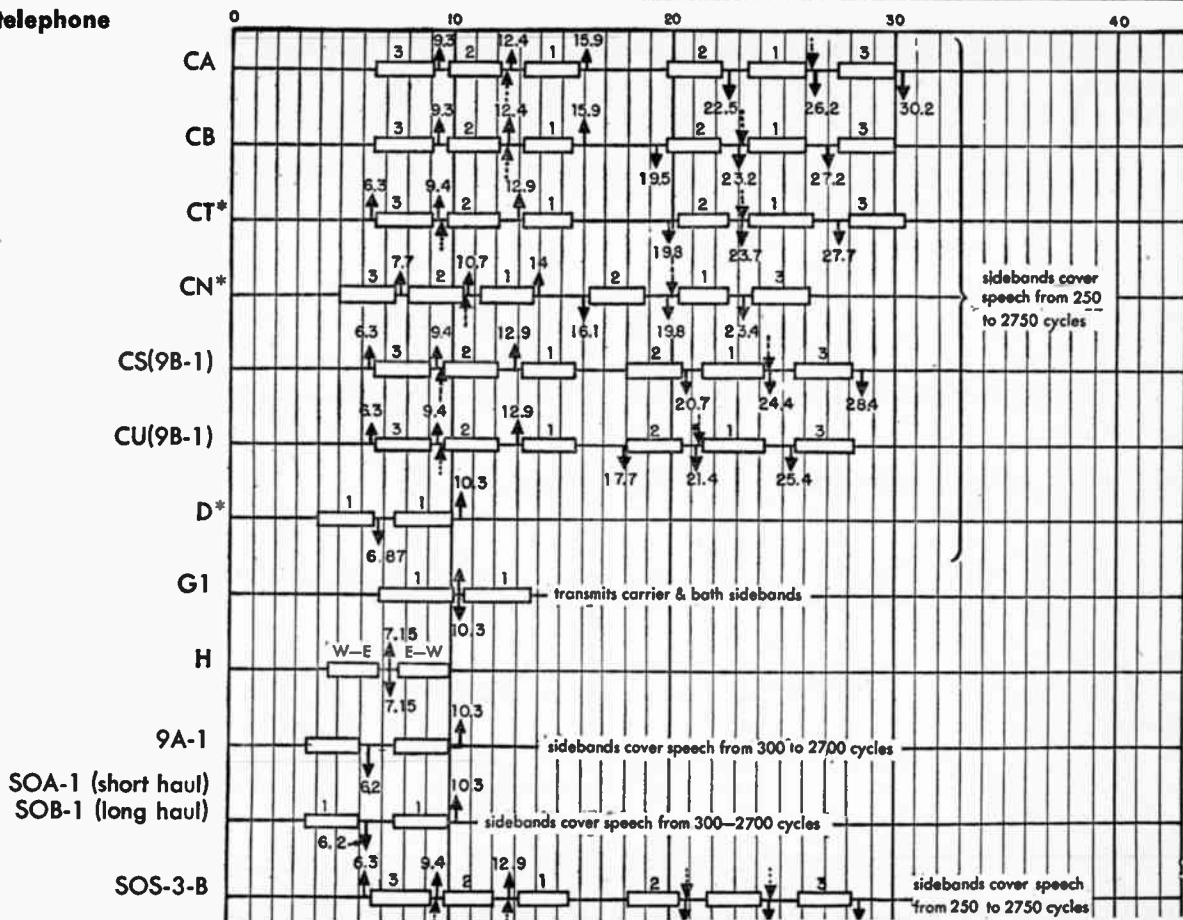 telephone
0 10 20 30 40
CA
3 9.3 2 12.4 1 15.9 2 1 3
22.5 26.2 30.2
CB
3 9.3 2 12.4 1 15.9 2 1 3
19.5 23.2 27.2
CT*
6.3 3 9.4 2 12.9 1 2 1 3
19.8 23.7 27.7
CN*
3 7.7 2 10.7 1 14 2 1 3
16.1 19.8 23.4
sidebands cover
speech from 250
to 2750 cycles
CS(9B-1)
6.3 3 9.4 2 12.9 1 2 1 3
20.7 24.4 28.4
CU(9B-1)
6.3 3 9.4 2 12.9 1 2 1 3
17.7 21.4 25.4
D*
1 1 10.3
6.87
G1
1 1
transmits carrier & bath sidebands
10.3
H
7.15
W—E E—W
7.15
9A-1
10.3
sidebands cover speech from 300 to 2700 cycles
6.2
SOA-1 (short haul)
SOB-1 (long haul)
1 1 10.3
sidebands cover speech from 300—2700 cycles
6.2
SOS-3-B
6.3 3 9.4 2 12.9 1 2 3
sidebands cover speech
from 250 to 2750 cycles